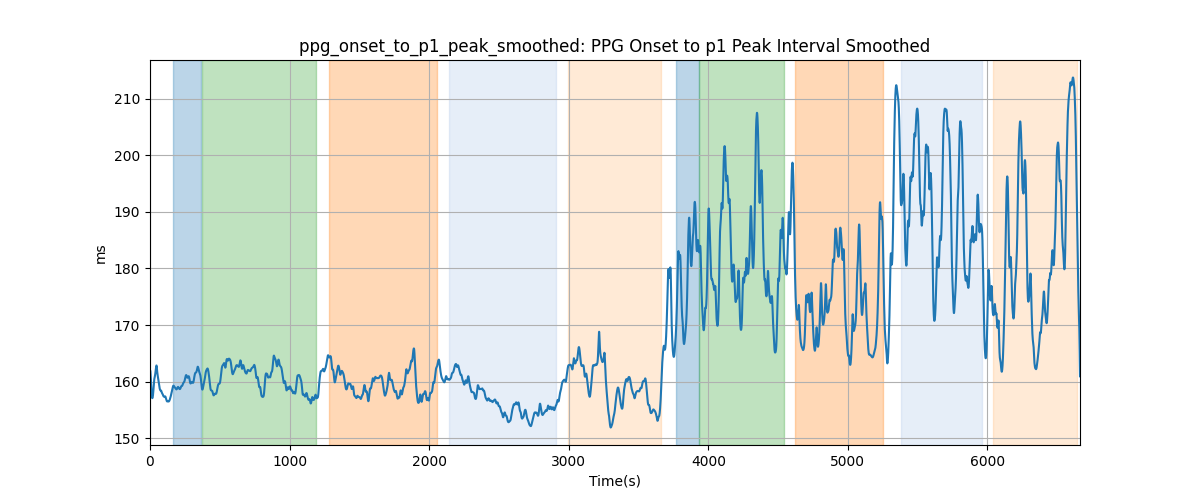 ppg_onset_to_p1_peak_smoothed: PPG Onset to p1 Peak Interval Smoothed
210
200
190
180
170
160
150
ms
0 1000 2000 3000 4000 5000 6000
Time(s)